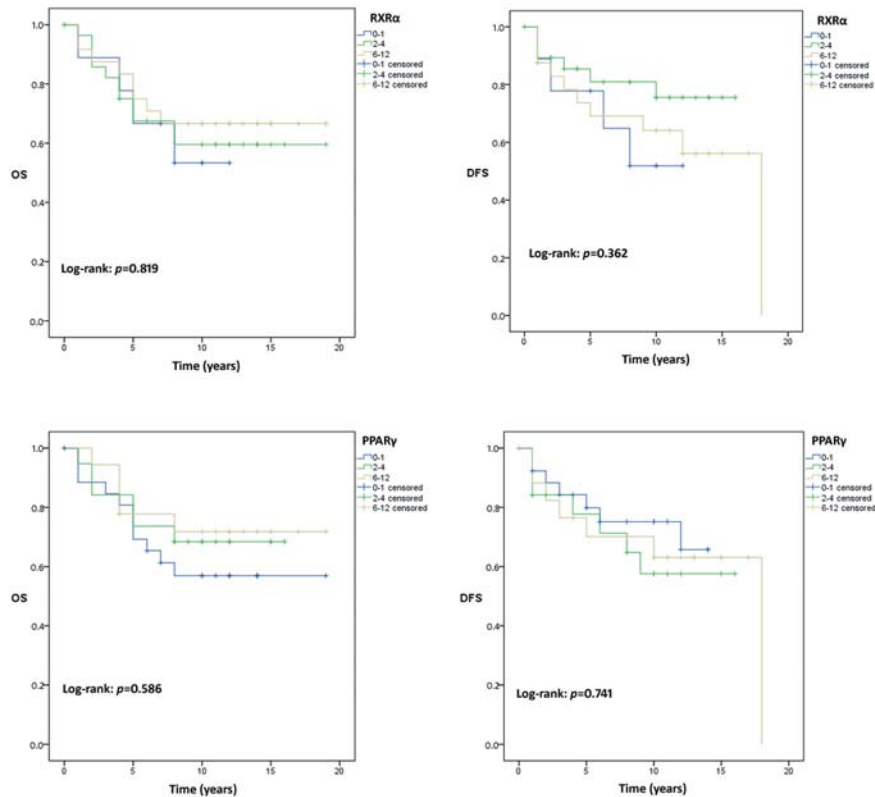 RXRα
0-1
2-4
6-12
0-1 censored
2-4 censored
6-12 censored
1.0
0.8
0.6
0.4
0.2
0.0
OS
Log-rank: p=0.819
0 5 10 15 20
Time (years)
RXRα
0-1
2-4
6-12
0-1 censored
2-4 censored
6-12 censored
1.0
0.8
0.6
0.4
0.2
0.0
DFS
Log-rank: p=0.362
0 5 10 15 20
Time (years)
PPARγ
0-1
2-4
6-12
0-1 censored
2-4 censored
6-12 censored
1.0
0.8
0.6
0.4
0.2
0.0
OS
Log-rank: p=0.586
0 5 10 15 20
Time (years)
PPARγ
0-1
2-4
6-12
0-1 censored
2-4 censored
6-12 censored
1.0
0.8
0.6
0.4
0.2
0.0
DFS
Log-rank: p=0.741
0 5 10 15 20
Time (years)